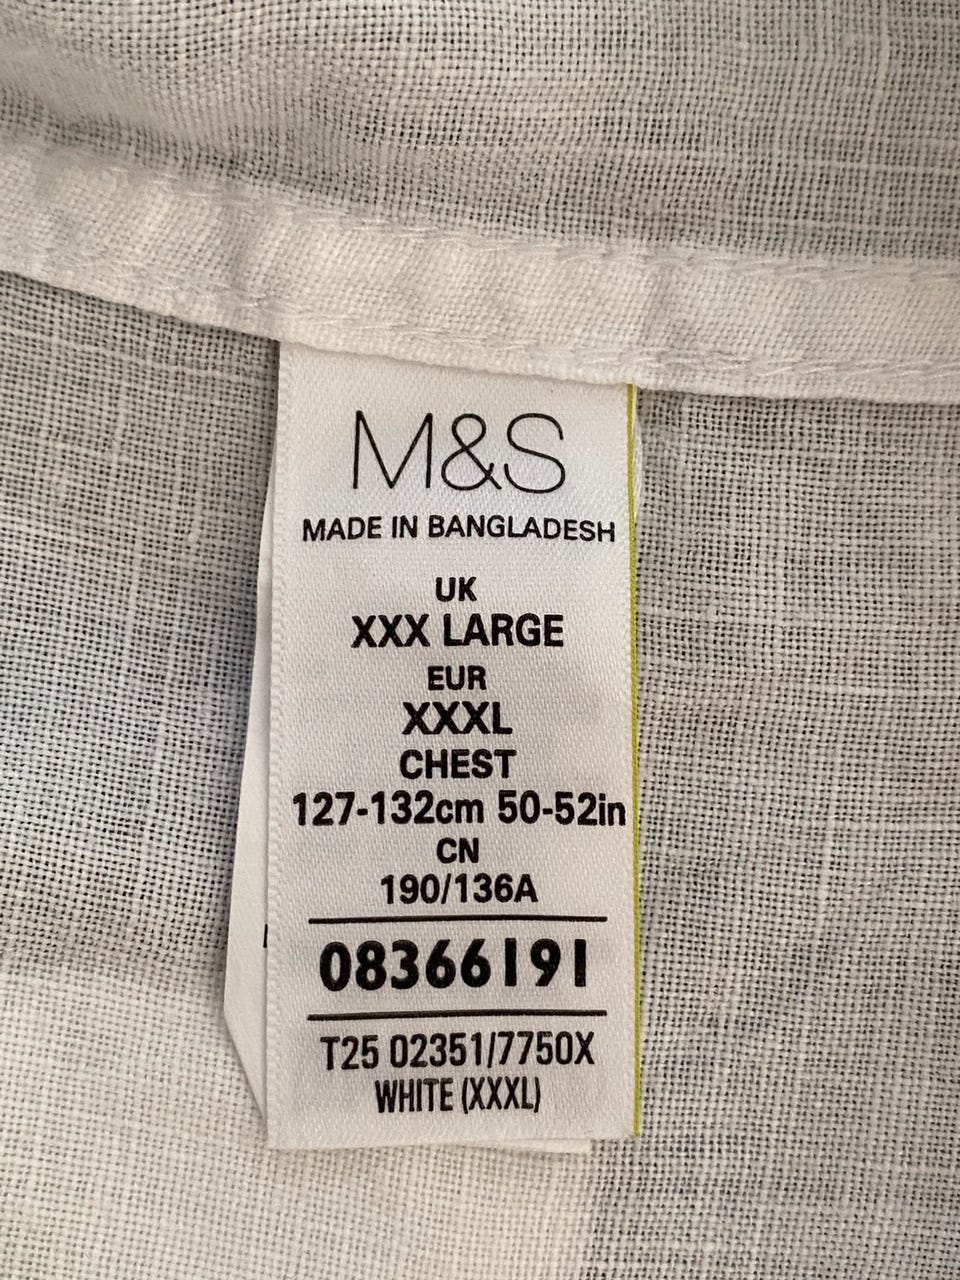 M&S
MADE IN BANGLADESH
UK
XXX LARGE
EUR
XXXL
CHEST
127-132cm 50-52in
CN
190/136A
08366191
T25 02351/7750X
WHITE (XXXL)